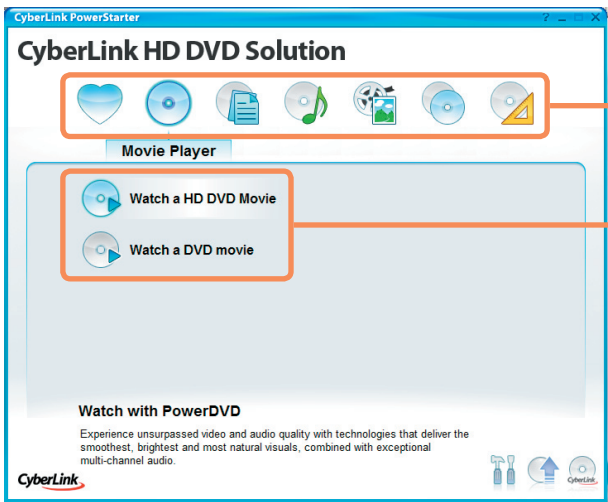 CyberLink PowerStarter
CyberLink HD DVD Solution
Movie Player
Watch a HD DVD Movie
Watch a DVD movie
Watch with PowerDVD
Experience unsurpassed video and audio quality with technologies that deliver the
smoothest, brightest and most natural visuals, combined with exceptional
multi-channel audio.
CyberLink
CyberLink